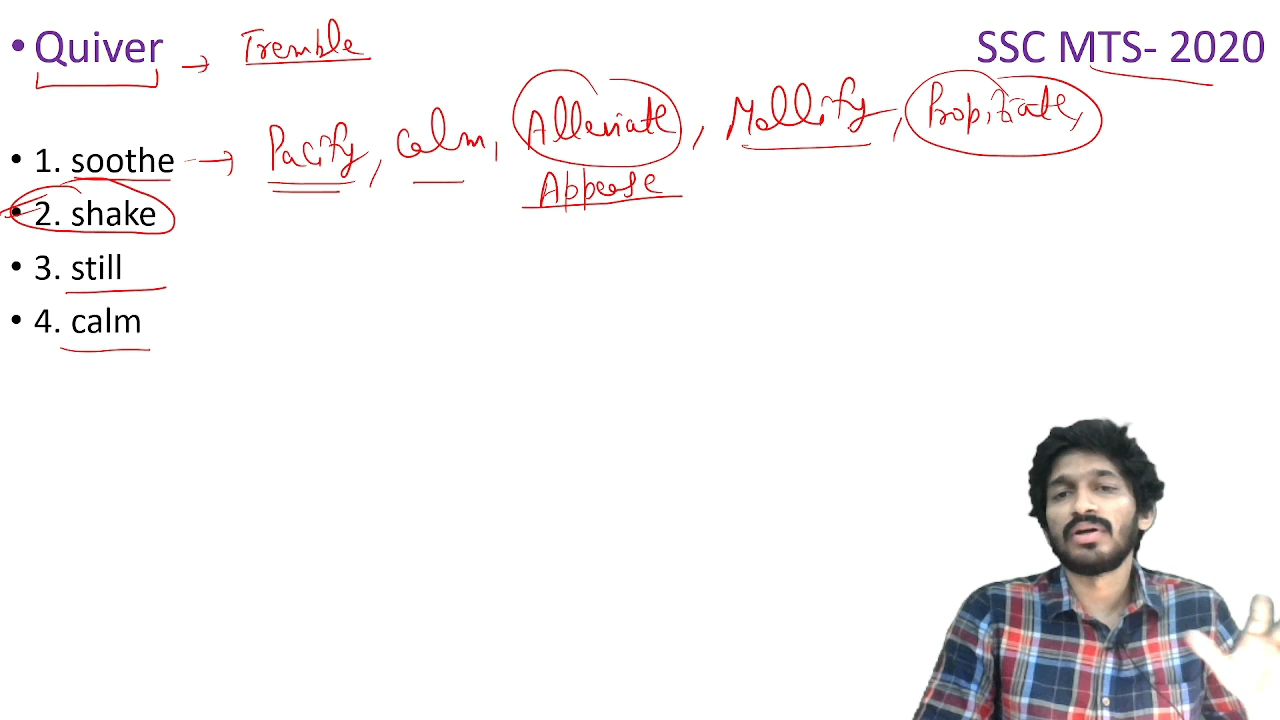 • Quiver → Tremble
SSC MTS- 2020
• 1. soothe → Pacify, calm, Alleviate, Mollify, Propitiate,
Appease
• 2. shake
• 3. still
• 4. calm